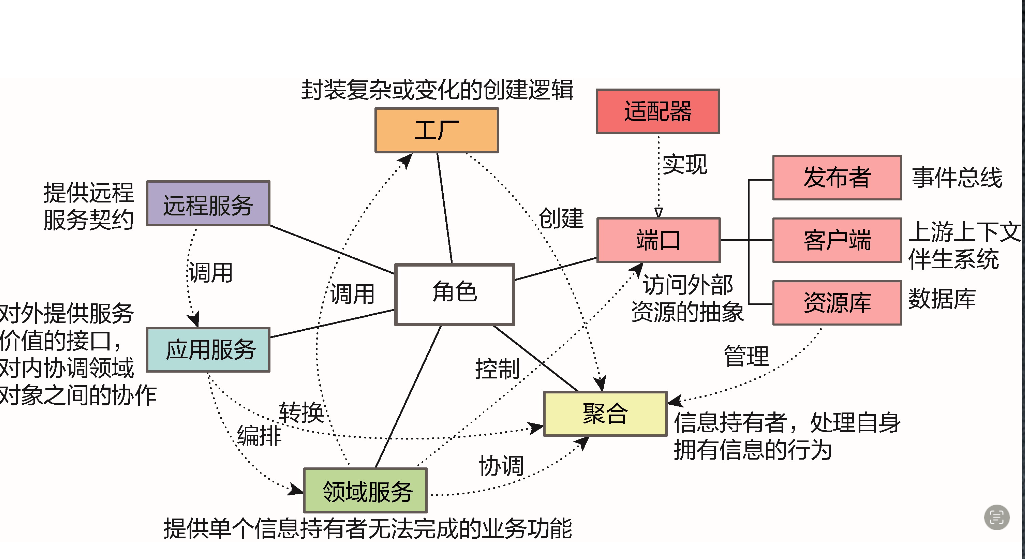 封装复杂或变化的创建逻辑
工厂
适配器
实现
提供远程
服务契约
远程服务
发布者
事件总线
创建
端口
客户端
上游上下文
伴生系统
调用
调用
角色
访问外部
资源的抽象
资源库
数据库
对外提供服务
价值的接口,
对内协调领域
对象之间的协作
应用服务
控制
管理
转换
编排
聚合
信息持有者,处理自身
拥有信息的行为
协调
领域服务
提供单个信息持有者无法完成的业务功能